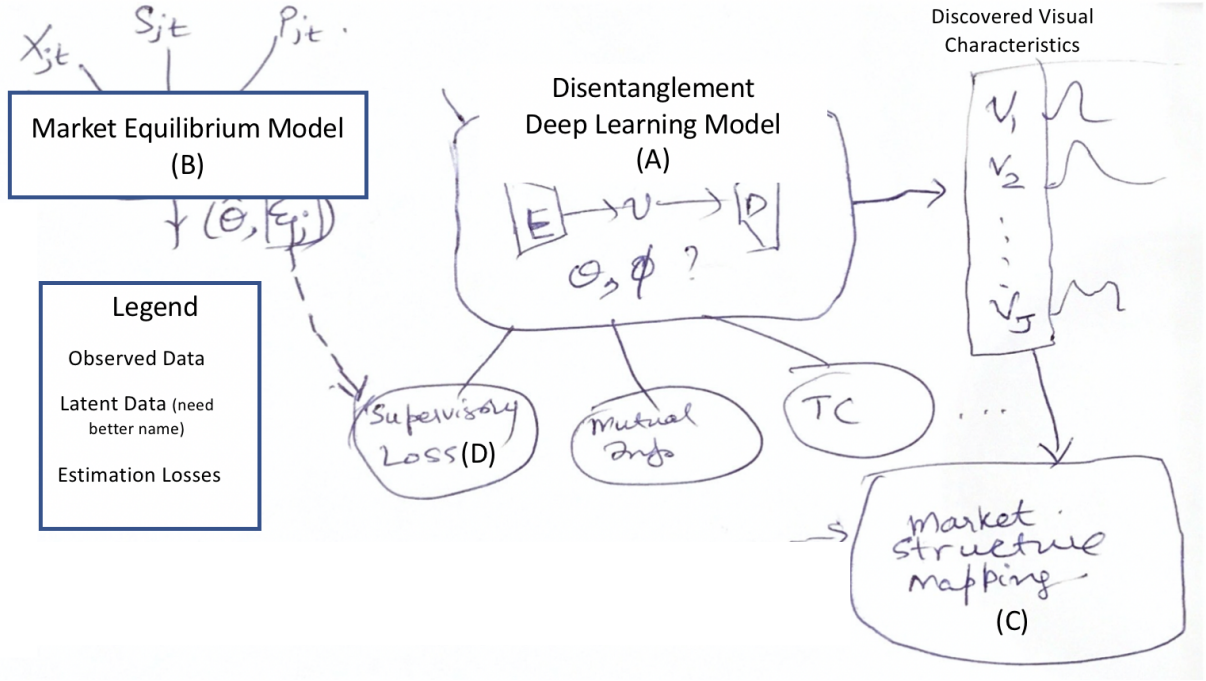 Xjt
Sjt
Pjt .
Market Equilibrium Model
(B)
(θ, ξj)
Legend
Observed Data
Latent Data (need
better name)
Estimation Losses
Disentanglement
Deep Learning Model
(A)
E → v → D
θ, ϕ ?
Supervisory
Loss (D)
Mutual
Info
TC
...
Discovered Visual
Characteristics
V1
V2
VJ
Market
Structure
Mapping
(C)